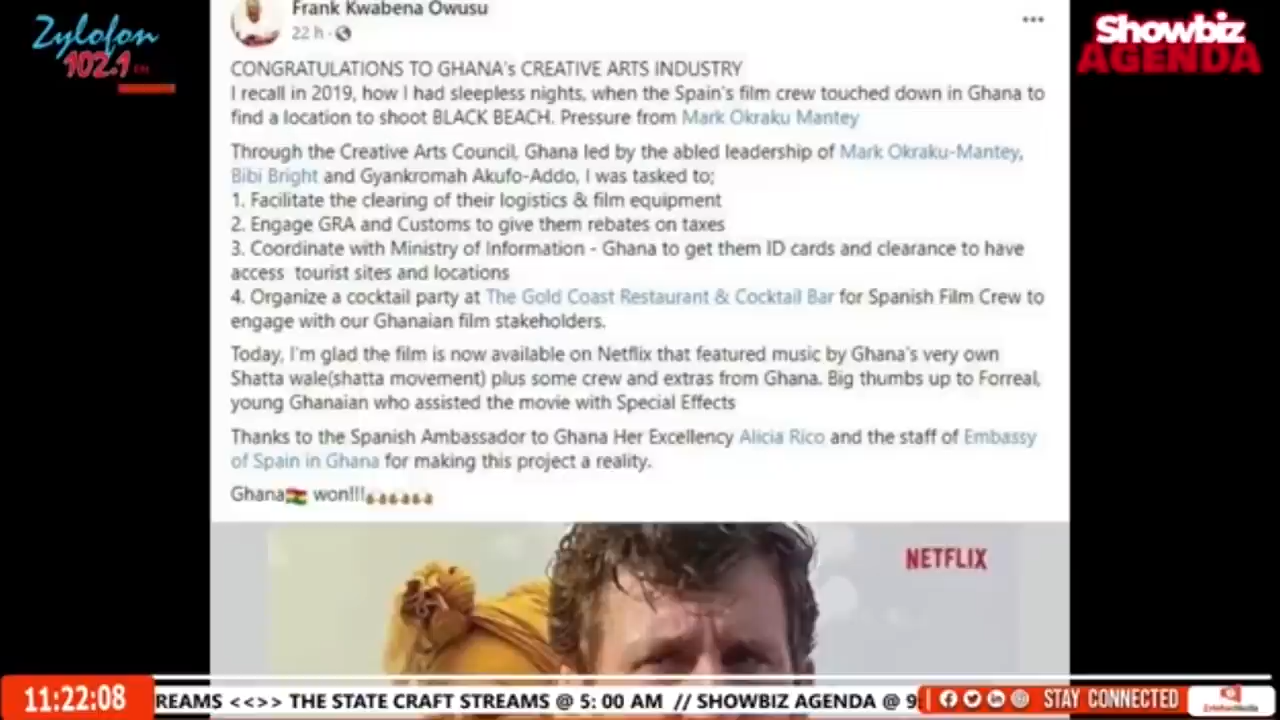 Zylofon
102.1 FM
Showbiz
AGENDA
Frank Kwabena Owusu
22 h ·
CONGRATULATIONS TO GHANA's CREATIVE ARTS INDUSTRY
I recall in 2019, how I had sleepless nights, when the Spain's film crew touched down in Ghana to
find a location to shoot BLACK BEACH. Pressure from Mark Okraku Mantey
Through the Creative Arts Council, Ghana led by the abled leadership of Mark Okraku-Mantey,
Bibi Bright and Gyankromah Akufo-Addo, I was tasked to;
1. Facilitate the clearing of their logistics & film equipment
2. Engage GRA and Customs to give them rebates on taxes
3. Coordinate with Ministry of Information - Ghana to get them ID cards and clearance to have
access tourist sites and locations
4. Organize a cocktail party at The Gold Coast Restaurant & Cocktail Bar for Spanish Film Crew to
engage with our Ghanaian film stakeholders.
Today, I'm glad the film is now available on Netflix that featured music by Ghana's very own
Shatta wale(shatta movement) plus some crew and extras from Ghana. Big thumbs up to Forreal,
young Ghanaian who assisted the movie with Special Effects
Thanks to the Spanish Ambassador to Ghana Her Excellency Alicia Rico and the staff of Embassy
of Spain in Ghana for making this project a reality.
Ghana🇬🇭 won!!!
NETFLIX
11:22:08
REAMS <<>> THE STATE CRAFT STREAMS @ 5: 00 AM // SHOWBIZ AGENDA @ 9:
STAY CONNECTED